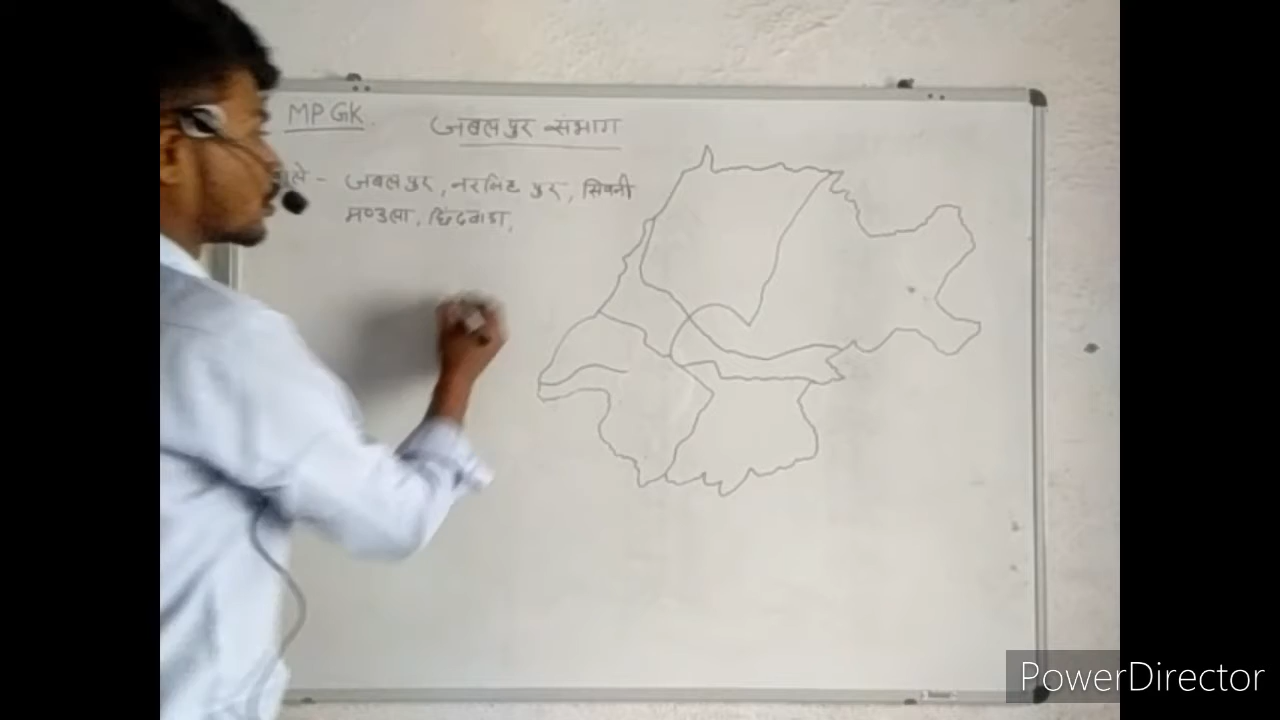 MP GK.
जबलपुर संभाग
जबलपुर, नरसिंहपुर, सिवनी
मण्डला, छिंदवाडा,
PowerDirector